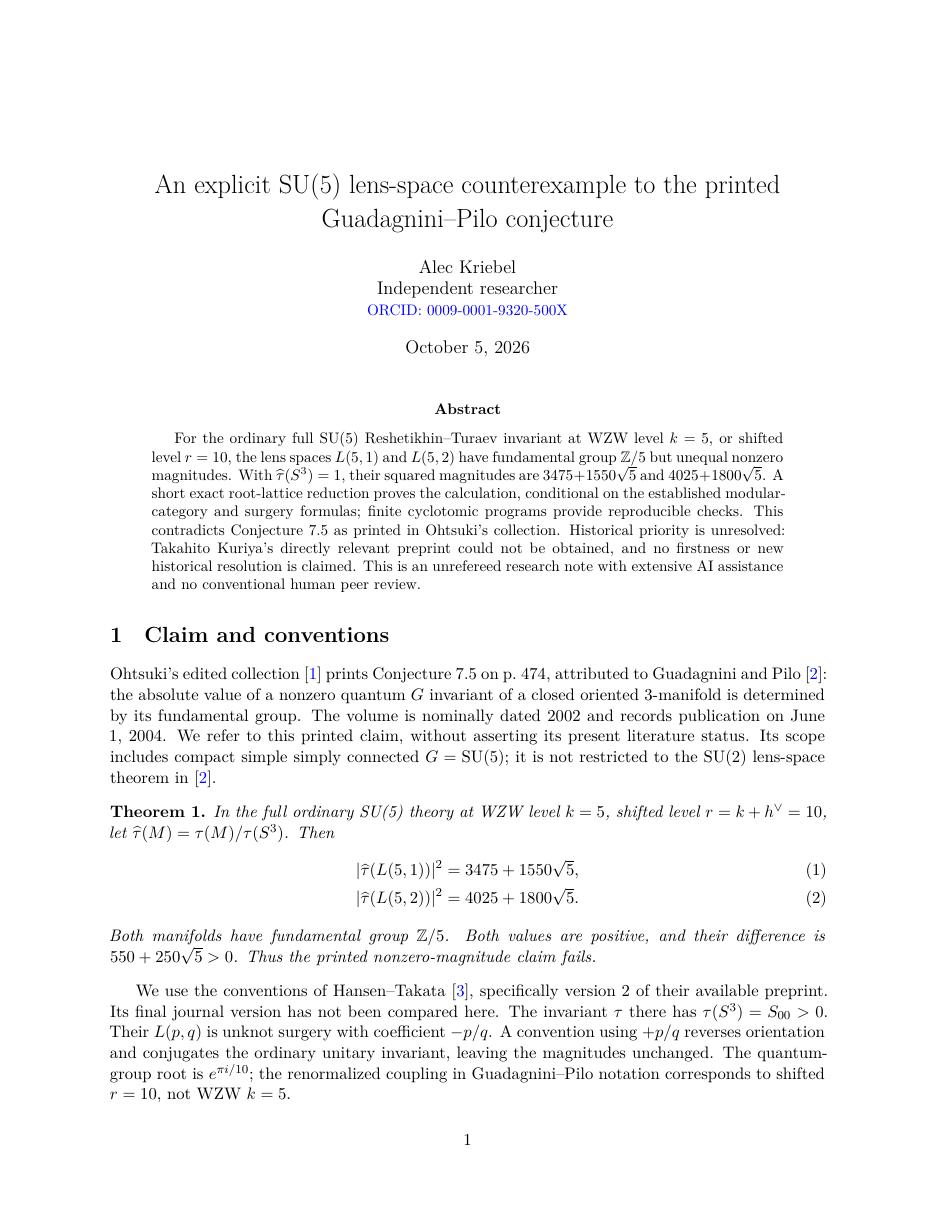 An explicit SU(5) lens-space counterexample to the printed
Guadagnini–Pilo conjecture
Alec Kriebel
Independent researcher
ORCID: 0009-0001-9320-500X
October 5, 2026
Abstract
For the ordinary full SU(5) Reshetikhin–Turaev invariant at WZW level k = 5, or shifted
level r = 10, the lens spaces L(5, 1) and L(5, 2) have fundamental group ℤ/5 but unequal nonzero
magnitudes. With τ̂(S³) = 1, their squared magnitudes are 3475+1550√5 and 4025+1800√5. A
short exact root-lattice reduction proves the calculation, conditional on the established modular-
category and surgery formulas; finite cyclotomic programs provide reproducible checks. This
contradicts Conjecture 7.5 as printed in Ohtsuki's collection. Historical priority is unresolved:
Takahito Kuriya's directly relevant preprint could not be obtained, and no firstness or new
historical resolution is claimed. This is an unrefereed research note with extensive AI assistance
and no conventional human peer review.
1 Claim and conventions
Ohtsuki's edited collection [1] prints Conjecture 7.5 on p. 474, attributed to Guadagnini and Pilo [2]:
the absolute value of a nonzero quantum G invariant of a closed oriented 3-manifold is determined
by its fundamental group. The volume is nominally dated 2002 and records publication on June
1, 2004. We refer to this printed claim, without asserting its present literature status. Its scope
includes compact simple simply connected G = SU(5); it is not restricted to the SU(2) lens-space
theorem in [2].
Theorem 1. In the full ordinary SU(5) theory at WZW level k = 5, shifted level r = k + h^∨ = 10,
let τ̂(M) = τ(M)/τ(S³). Then
|τ̂(L(5, 1))|² = 3475 + 1550√5, (1)
|τ̂(L(5, 2))|² = 4025 + 1800√5. (2)
Both manifolds have fundamental group ℤ/5. Both values are positive, and their difference is
550 + 250√5 > 0. Thus the printed nonzero-magnitude claim fails.
We use the conventions of Hansen–Takata [3], specifically version 2 of their available preprint.
Its final journal version has not been compared here. The invariant τ there has τ(S³) = S₀₀ > 0.
Their L(p, q) is unknot surgery with coefficient −p/q. A convention using +p/q reverses orientation
and conjugates the ordinary unitary invariant, leaving the magnitudes unchanged. The quantum-
group root is e^{πi/10}; the renormalized coupling in Guadagnini–Pilo notation corresponds to shifted
r = 10, not WZW k = 5.
1